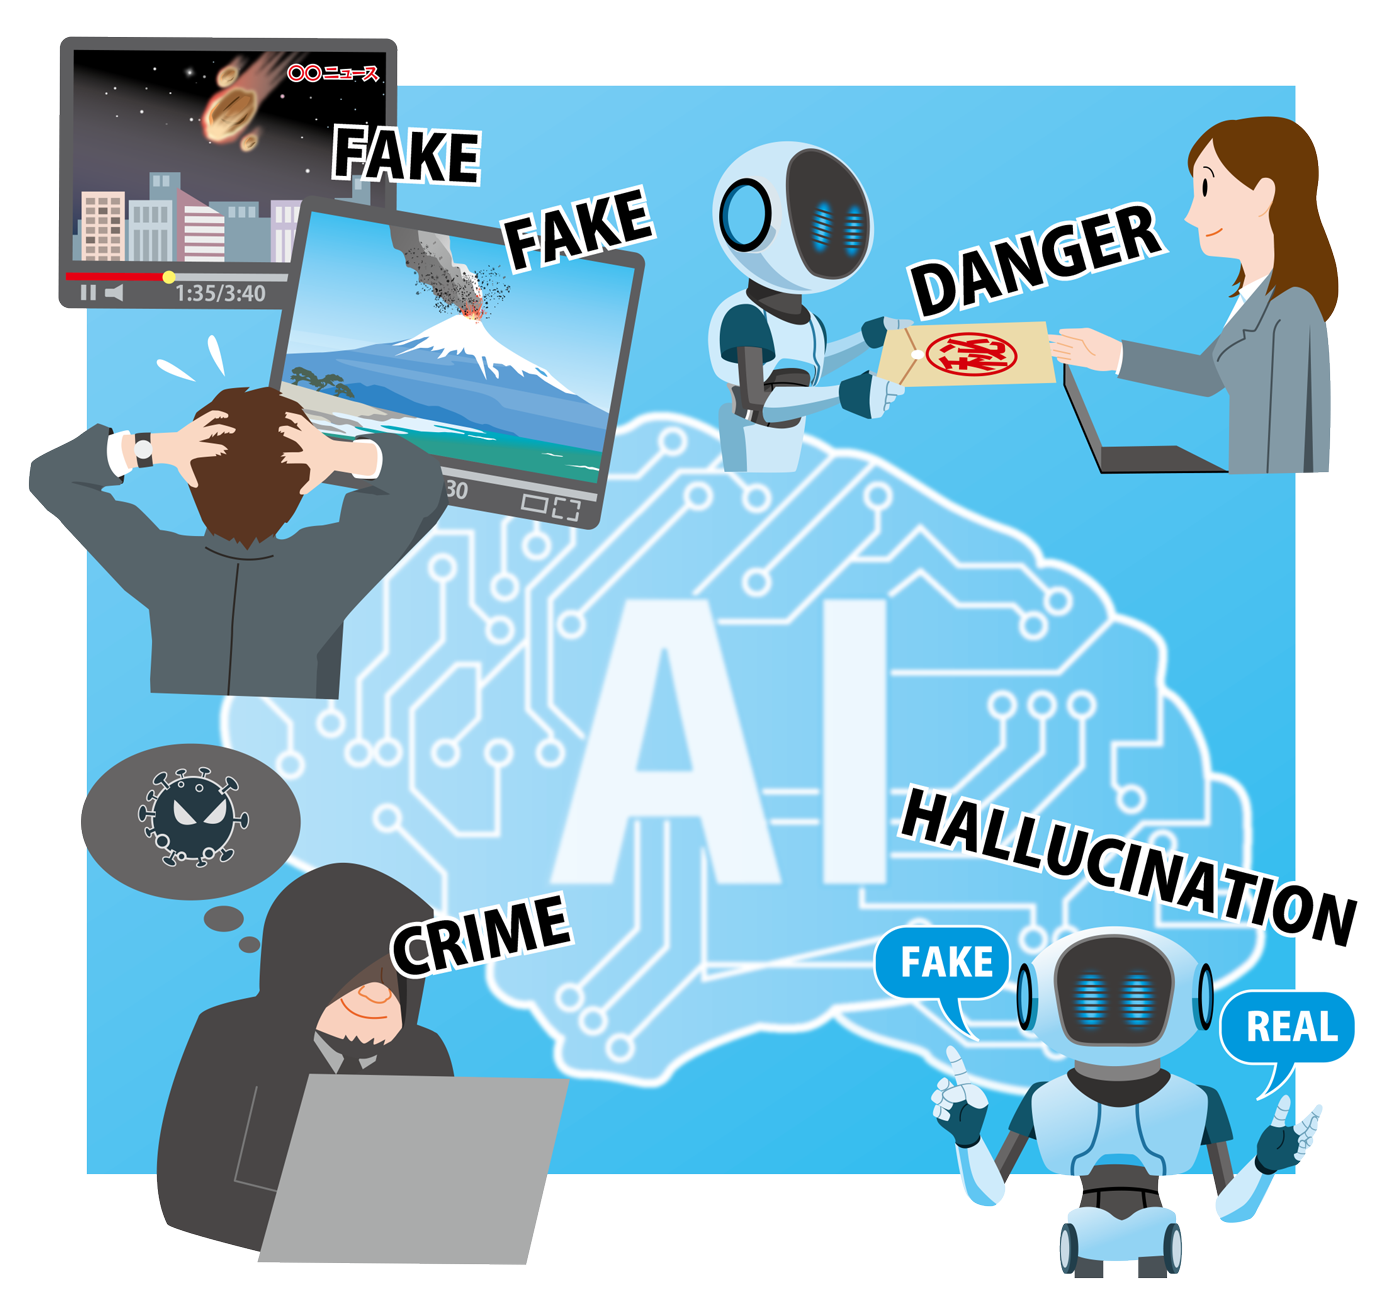 〇〇ニュース
FAKE
1:35/3:40
FAKE
30
DANGER
秘
AI
HALLUCINATION
CRIME
FAKE
REAL